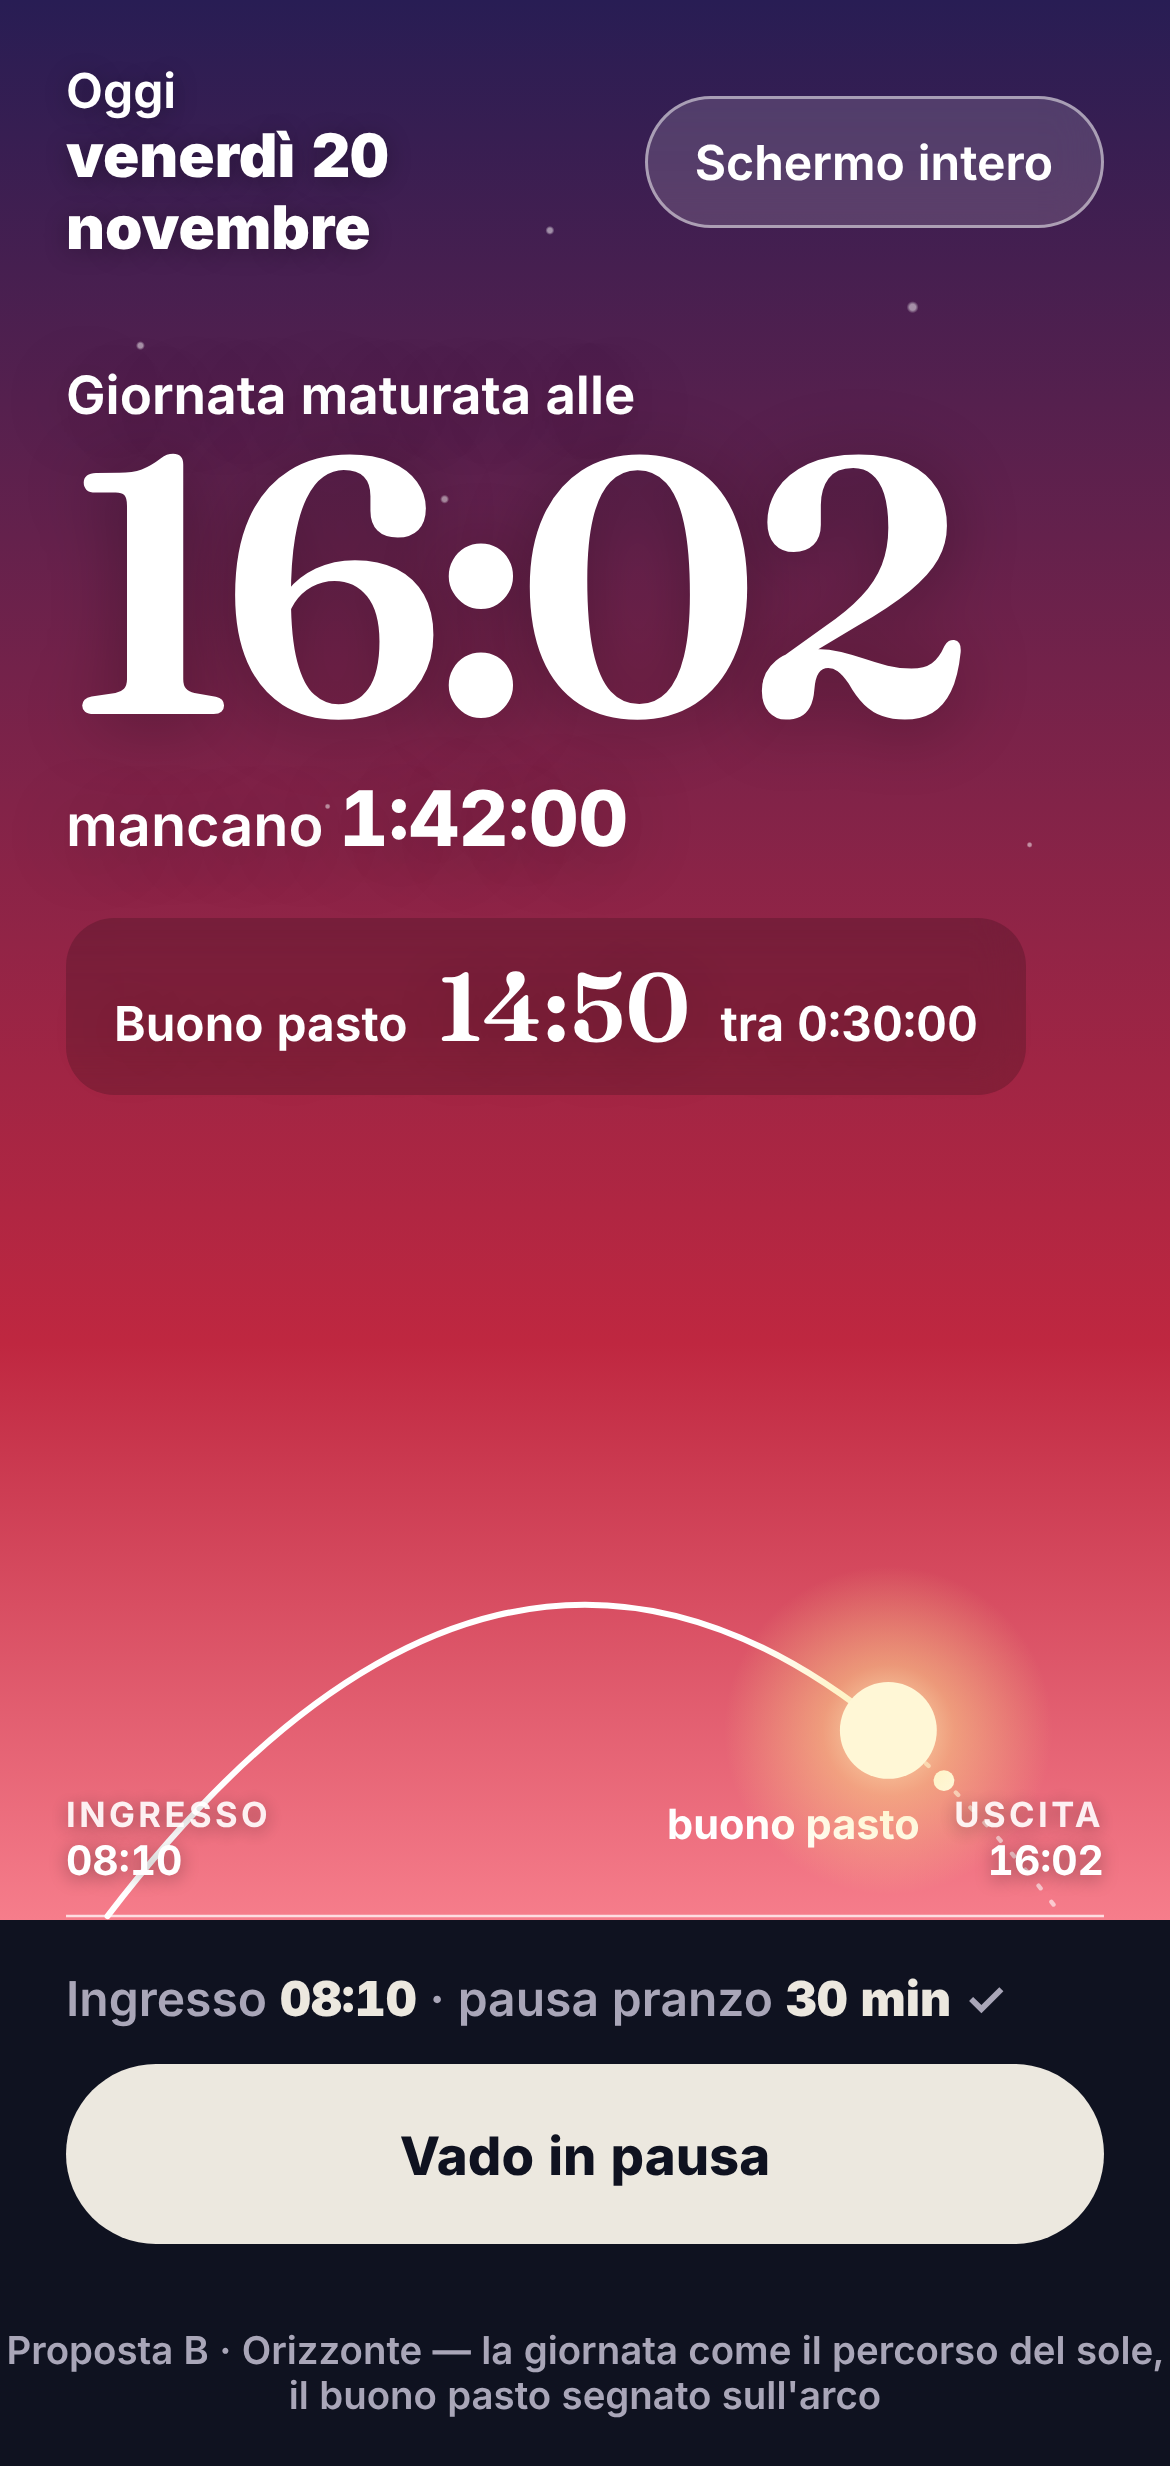 Oggi
venerdì 20
novembre
Schermo intero
Giornata maturata alle
16:02
mancano 1:42:00
Buono pasto 14:50 tra 0:30:00
INGRESSO
08:10
buono pasto
USCITA
16:02
Ingresso 08:10 · pausa pranzo 30 min ✓
Vado in pausa
Proposta B · Orizzonte — la giornata come il percorso del sole,
il buono pasto segnato sull'arco